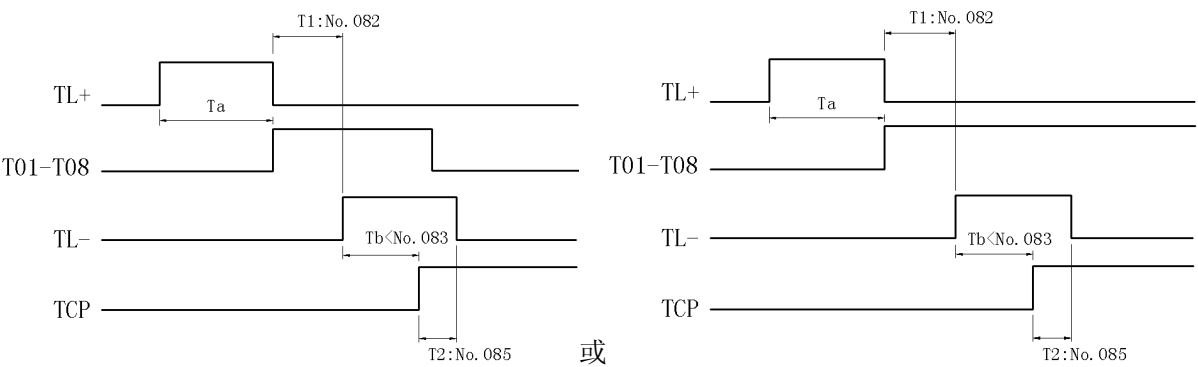 T1:No.082
TL+
Ta
T01-T08
TL-
Tb<No.083
TCP
T2:No.085
或
T1:No.082
TL+
Ta
T01-T08
TL-
Tb<No.083
TCP
T2:No.085